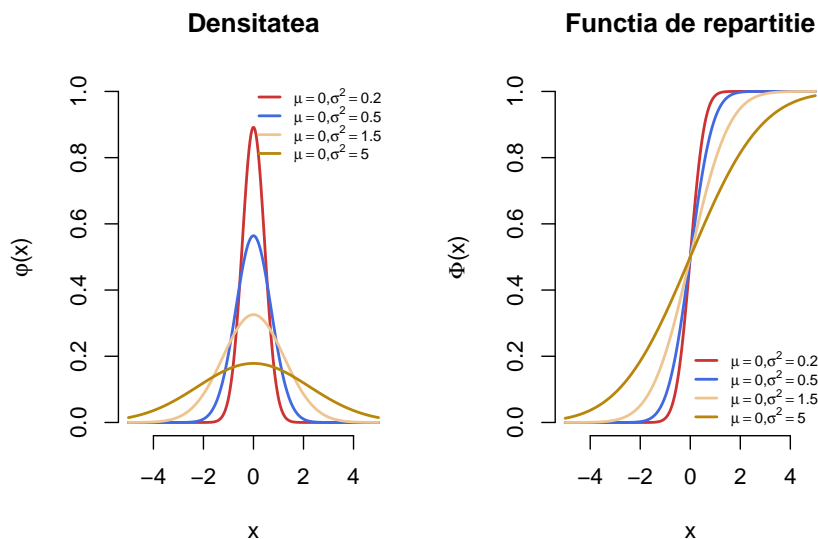 Densitatea
φ(x)
1.0
0.8
0.6
0.4
0.2
0.0
μ = 0,σ² = 0.2
μ = 0,σ² = 0.5
μ = 0,σ² = 1.5
μ = 0,σ² = 5
−4 −2 0 2 4
x
Functia de repartitie
Φ(x)
1.0
0.8
0.6
0.4
0.2
0.0
μ = 0,σ² = 0.2
μ = 0,σ² = 0.5
μ = 0,σ² = 1.5
μ = 0,σ² = 5
−4 −2 0 2 4
x